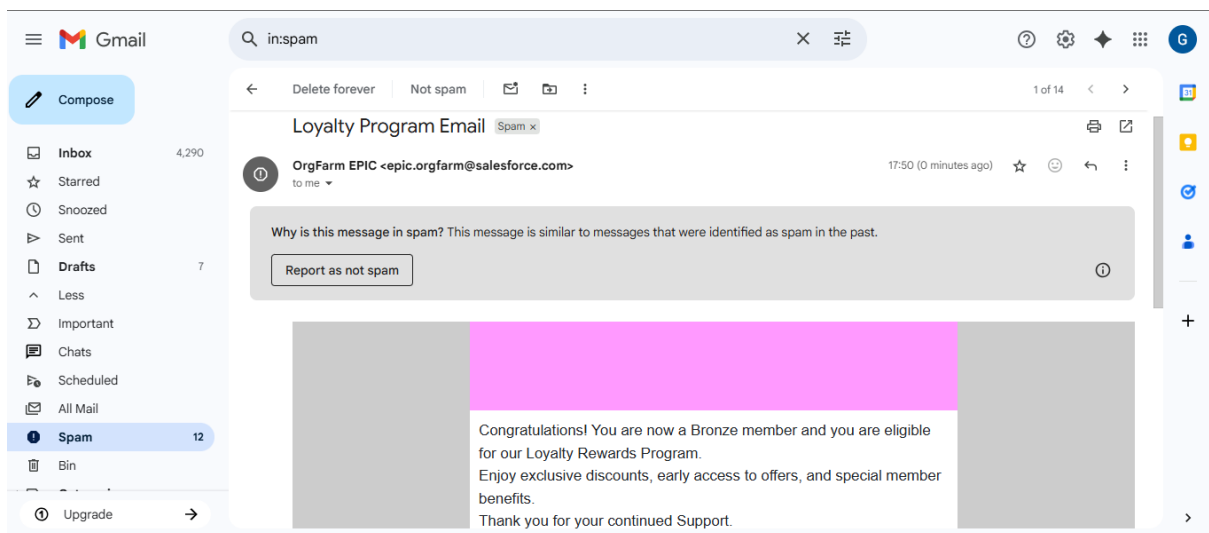 Gmail
in:spam
G
Compose
Delete forever
Not spam
1 of 14
31
Loyalty Program Email
Spam x
Inbox 4,290
OrgFarm EPIC <epic.orgfarm@salesforce.com>
17:50 (0 minutes ago)
to me
Starred
Snoozed
Sent
Drafts 7
Less
Important
Chats
Scheduled
All Mail
Spam 12
Bin
Upgrade
Why is this message in spam? This message is similar to messages that were identified as spam in the past.
Report as not spam
Congratulations! You are now a Bronze member and you are eligible
for our Loyalty Rewards Program.
Enjoy exclusive discounts, early access to offers, and special member
benefits.
Thank you for your continued Support.